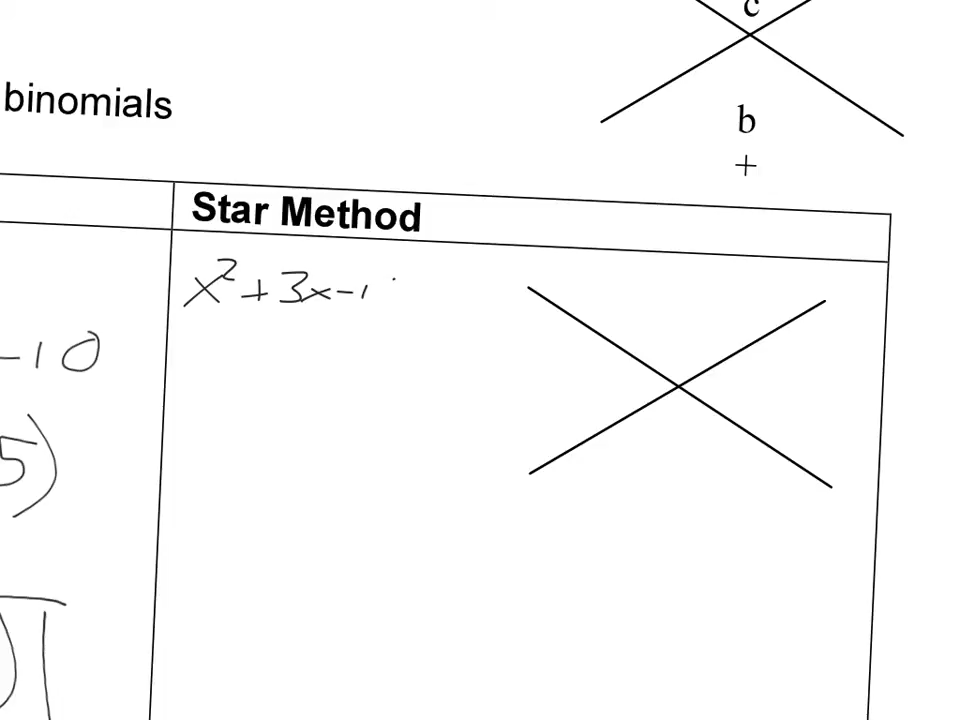 c
binomials
b
+
Star Method
x² + 3x - 1
- 10
5)